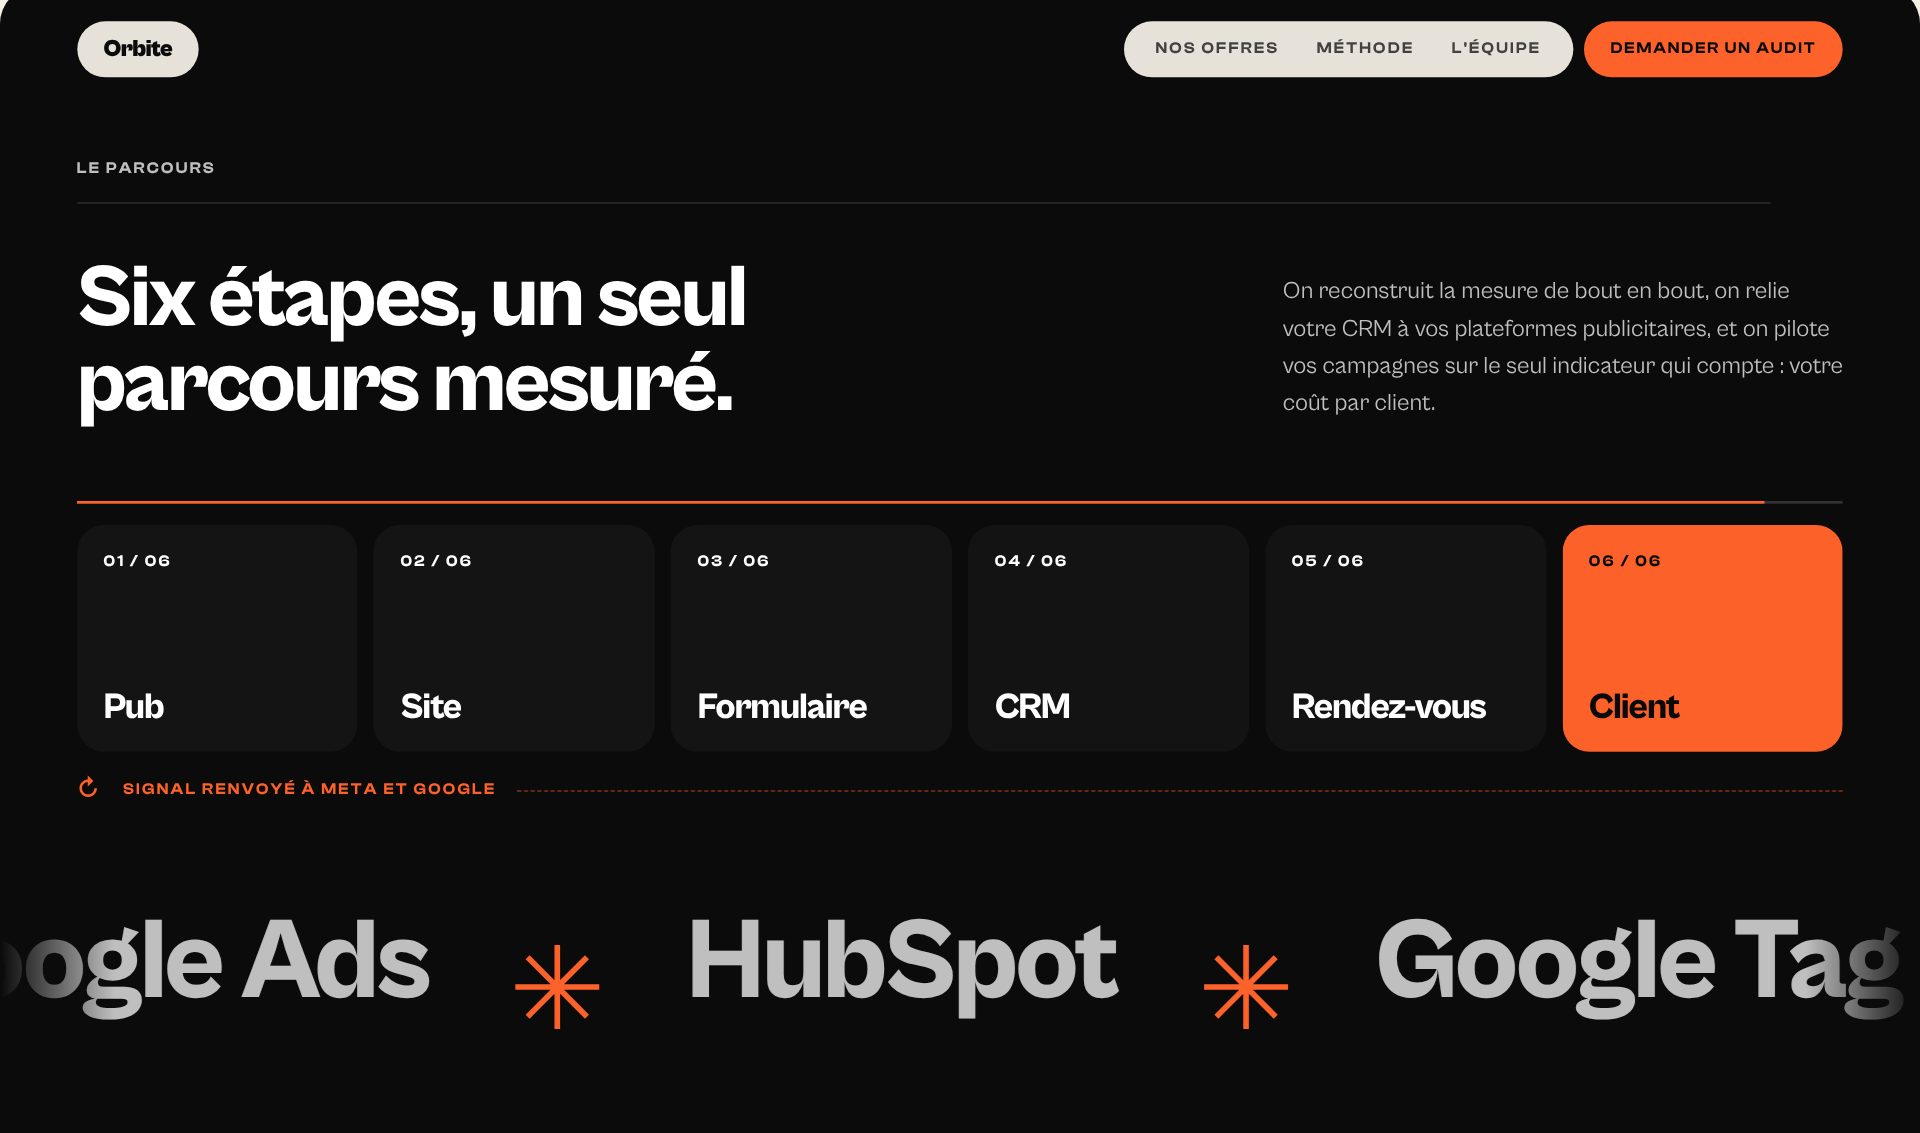 Orbite
NOS OFFRES MÉTHODE L'ÉQUIPE
DEMANDER UN AUDIT
LE PARCOURS
Six étapes, un seul
parcours mesuré.
On reconstruit la mesure de bout en bout, on relie
votre CRM à vos plateformes publicitaires, et on pilote
vos campagnes sur le seul indicateur qui compte : votre
coût par client.
01 / 06
Pub
02 / 06
Site
03 / 06
Formulaire
04 / 06
CRM
05 / 06
Rendez-vous
06 / 06
Client
SIGNAL RENVOYÉ À META ET GOOGLE
oogle Ads HubSpot Google Tag